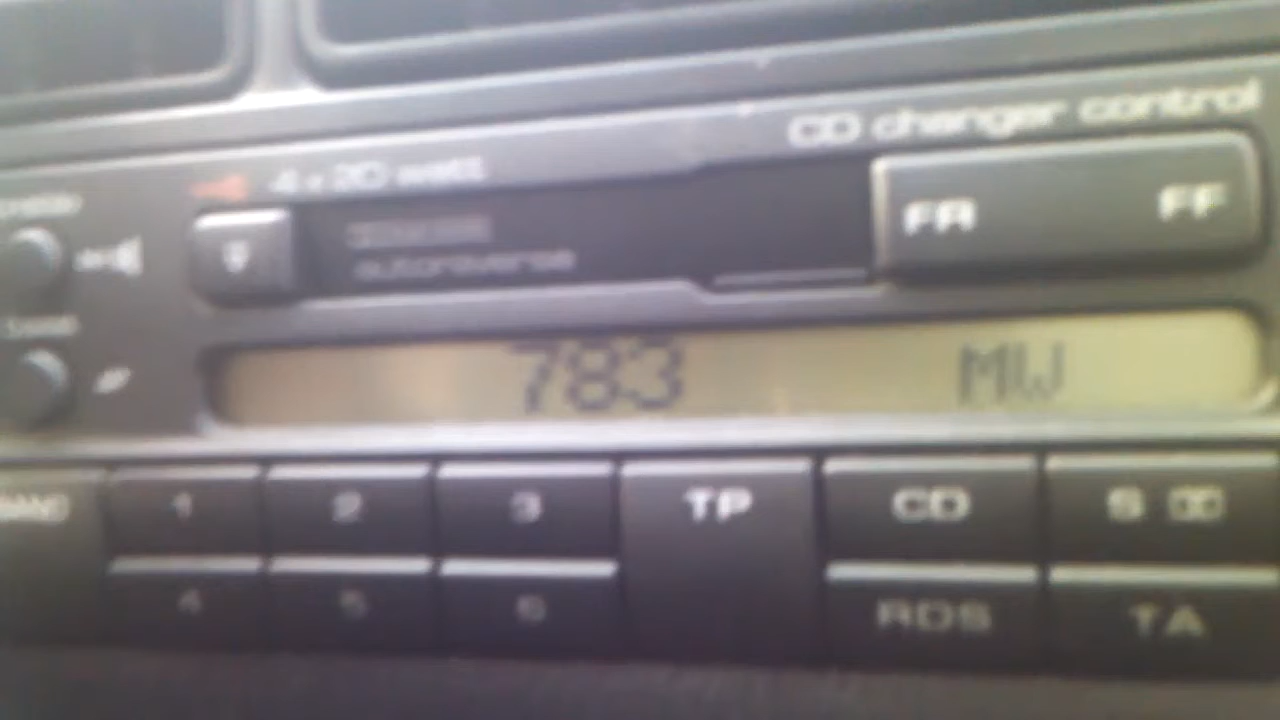 CD changer control
4 x 20 watt
FR FF
autoreverse
783 MW
1 2 3 TP CD S
4 5 6 RDS TA